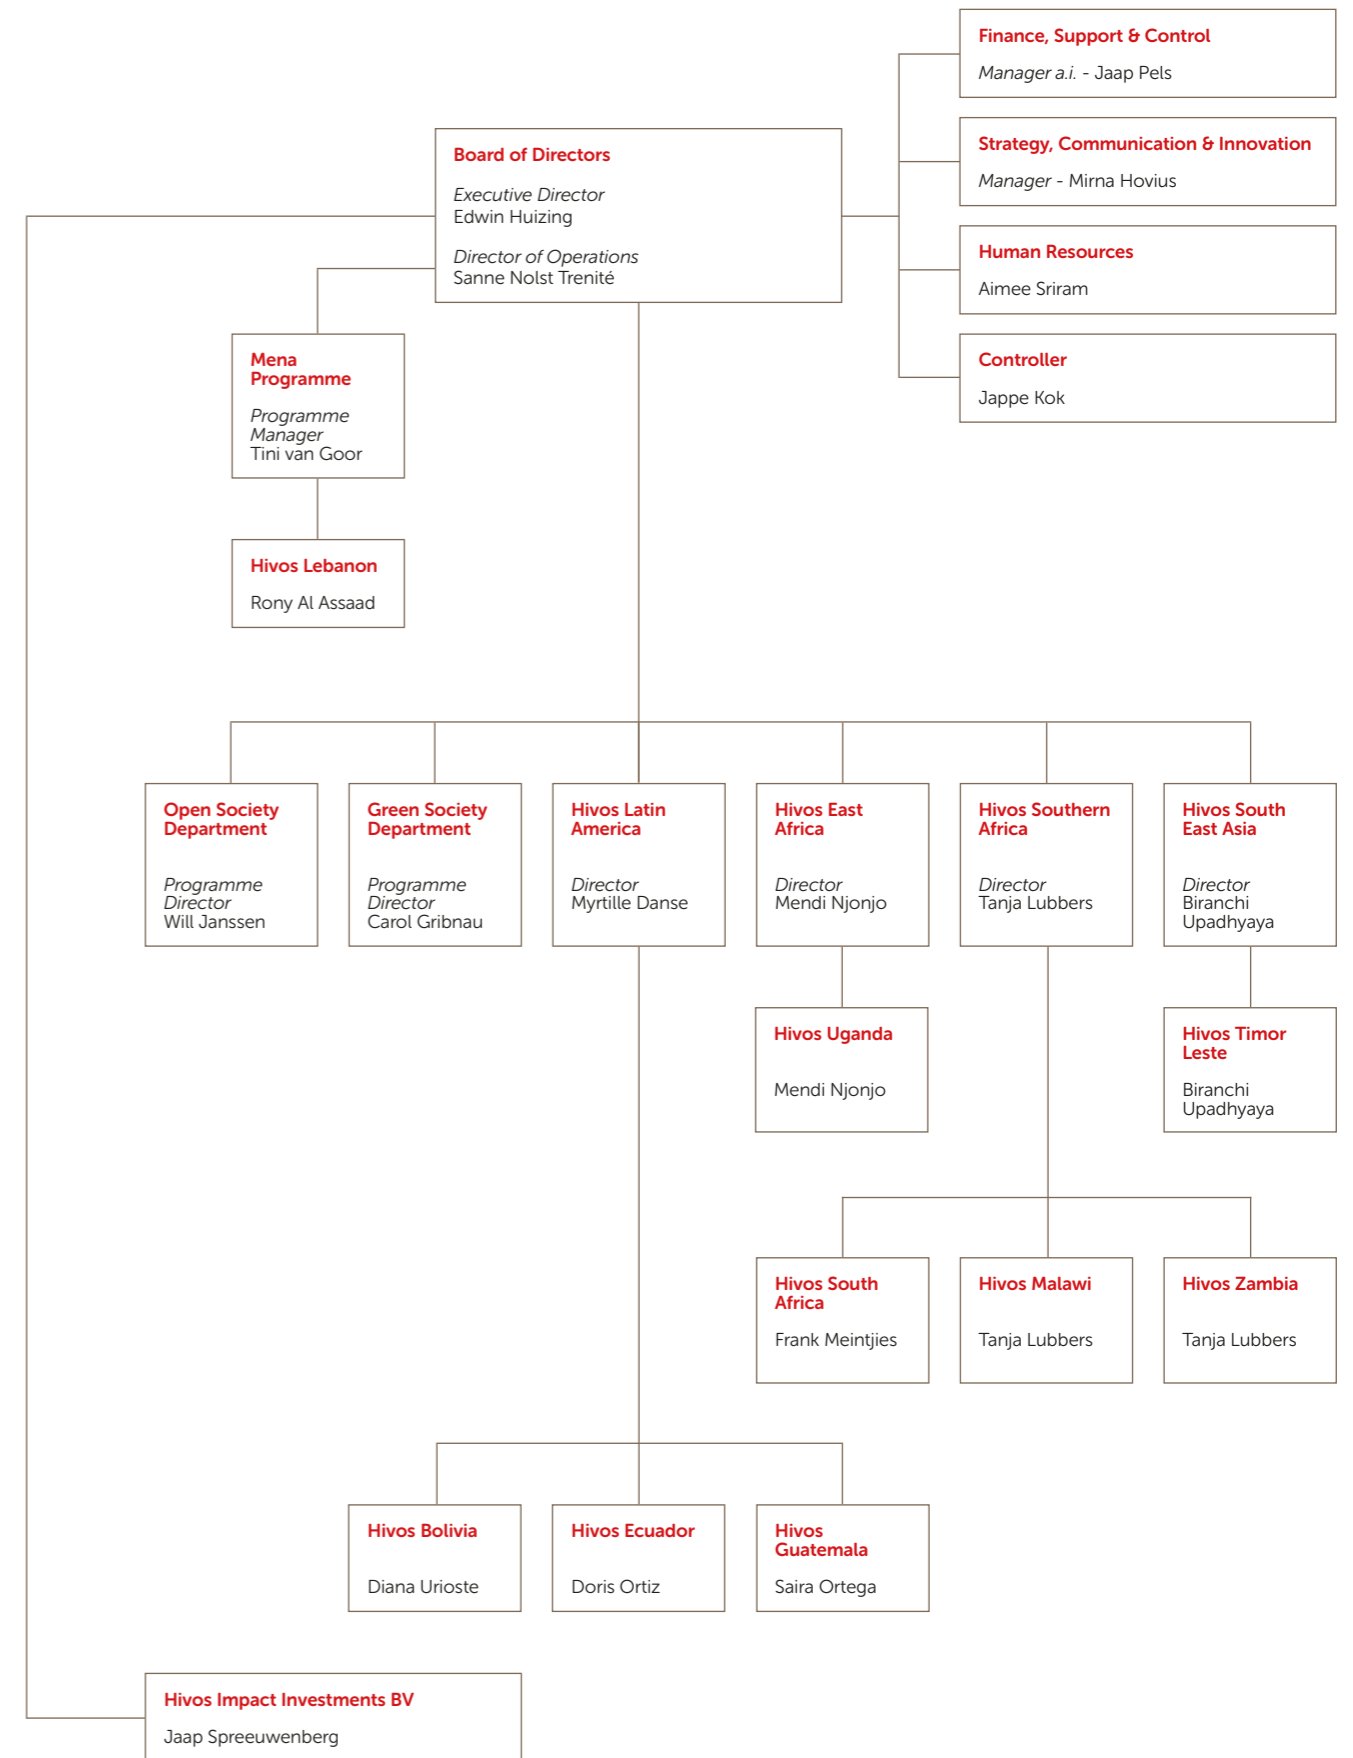 Finance, Support & Control
Manager a.i. - Jaap Pels
Strategy, Communication & Innovation
Manager - Mirna Hovius
Human Resources
Aimee Sriram
Controller
Jappe Kok
Board of Directors
Executive Director
Edwin Huizing
Director of Operations
Sanne Nolst Trenité
Mena
Programme
Programme
Manager
Tini van Goor
Hivos Lebanon
Rony Al Assaad
Open Society
Department
Programme
Director
Will Janssen
Green Society
Department
Programme
Director
Carol Gribnau
Hivos Latin
America
Director
Myrtille Danse
Hivos East
Africa
Director
Mendi Njonjo
Hivos Southern
Africa
Director
Tanja Lubbers
Hivos South
East Asia
Director
Biranchi
Upadhyaya
Hivos Uganda
Mendi Njonjo
Hivos Timor
Leste
Biranchi
Upadhyaya
Hivos South
Africa
Frank Meintjies
Hivos Malawi
Tanja Lubbers
Hivos Zambia
Tanja Lubbers
Hivos Bolivia
Diana Urioste
Hivos Ecuador
Doris Ortiz
Hivos
Guatemala
Saira Ortega
Hivos Impact Investments BV
Jaap Spreeuwenberg